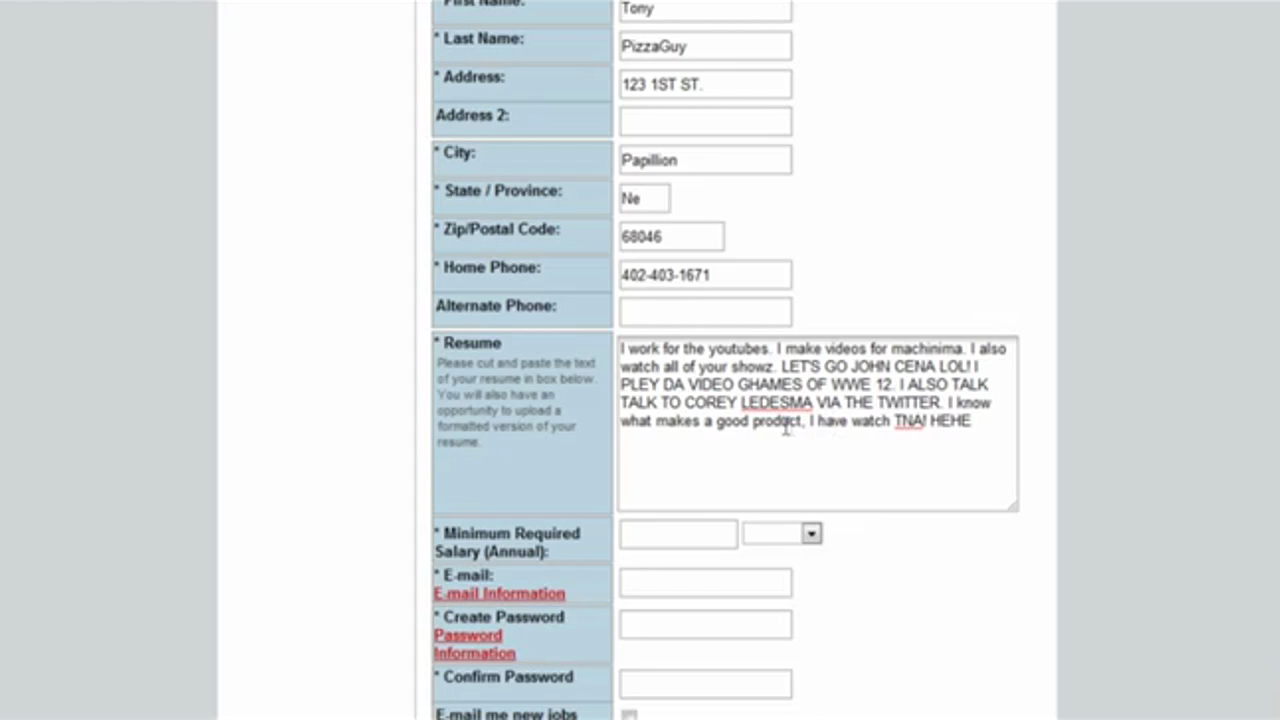 * First Name:
Tony
* Last Name:
PizzaGuy
* Address:
123 1ST ST.
Address 2:
* City:
Papillion
* State / Province:
Ne
* Zip/Postal Code:
68046
* Home Phone:
402-403-1671
Alternate Phone:
* Resume
Please cut and paste the text
of your resume in box below.
You will also have an
opportunity to upload a
formatted version of your
resume.
I work for the youtubes. I make videos for machinima. I also
watch all of your showz. LET'S GO JOHN CENA LOL! I
PLEY DA VIDEO GHAMES OF WWE 12. I ALSO TALK
TALK TO COREY LEDESMA VIA THE TWITTER. I know
what makes a good product, I have watch TNA! HEHE
* Minimum Required
Salary (Annual):
* E-mail:
E-mail Information
* Create Password
Password
Information
* Confirm Password
E-mail me new jobs